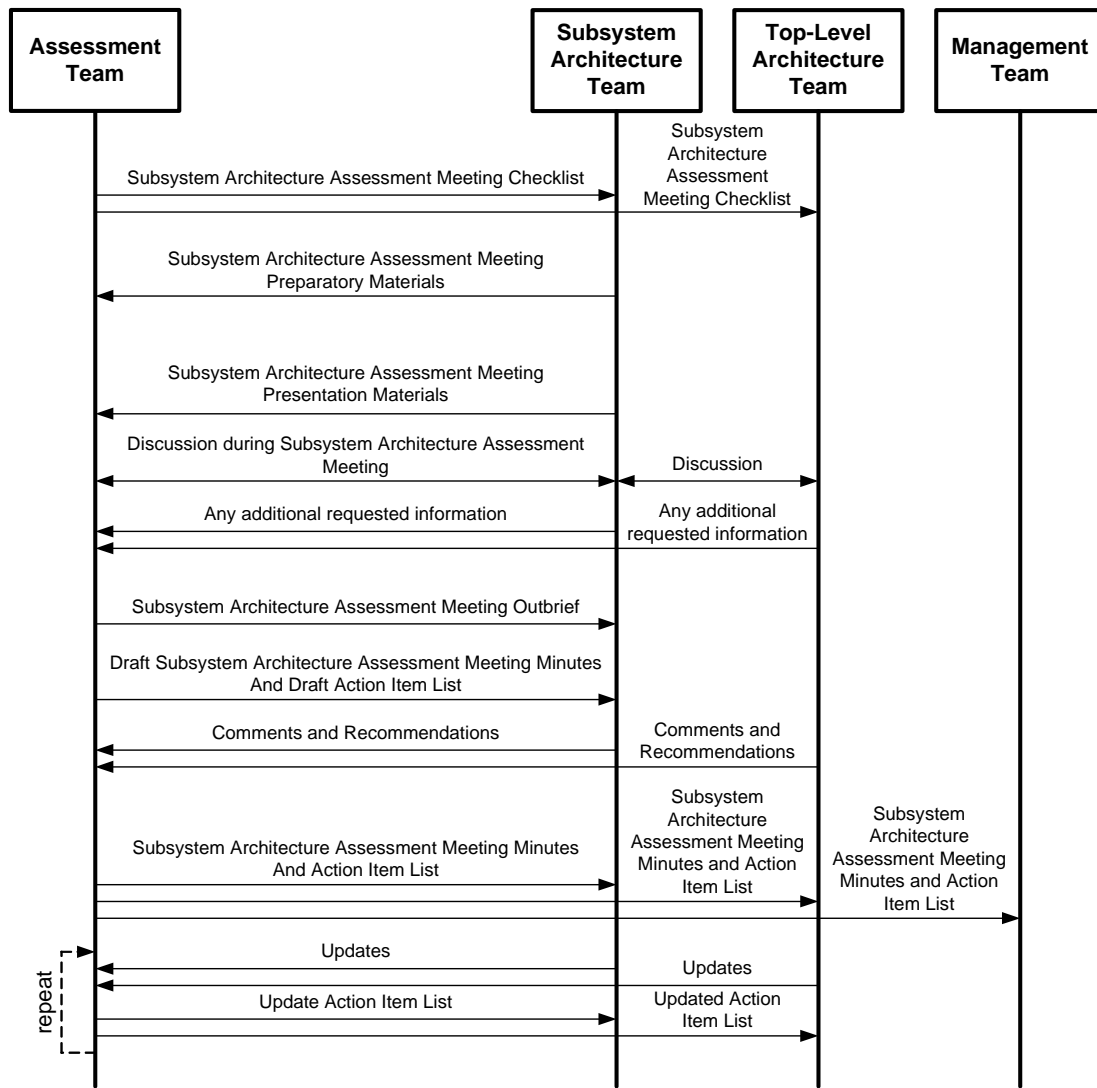 Assessment
Team
Subsystem
Architecture
Team
Top-Level
Architecture
Team
Management
Team
Subsystem Architecture Assessment Meeting Checklist
Subsystem
Architecture
Assessment
Meeting Checklist
Subsystem Architecture Assessment Meeting
Preparatory Materials
Subsystem Architecture Assessment Meeting
Presentation Materials
Discussion during Subsystem Architecture Assessment
Meeting
Discussion
Any additional requested information
Any additional
requested information
Subsystem Architecture Assessment Meeting Outbrief
Draft Subsystem Architecture Assessment Meeting Minutes
And Draft Action Item List
Comments and Recommendations
Comments and
Recommendations
Subsystem Architecture Assessment Meeting Minutes
And Action Item List
Subsystem
Architecture
Assessment Meeting
Minutes and Action
Item List
Subsystem
Architecture
Assessment Meeting
Minutes and Action
Item List
repeat
Updates
Updates
Update Action Item List
Updated Action
Item List